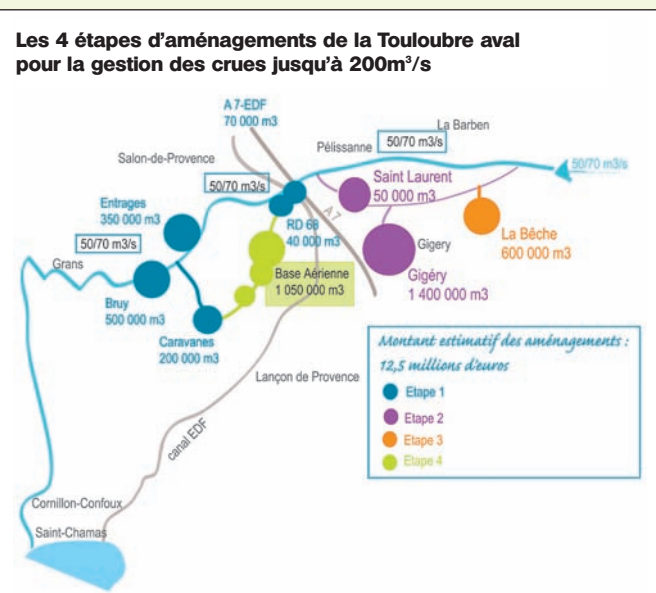 Les 4 étapes d'aménagements de la Touloubre aval
pour la gestion des crues jusqu'à 200m³/s
A 7-EDF
70 000 m3
La Barben
50/70 m3/s
Pélissanne
Salon-de-Provence
50/70 m3/s
50/70 m3/s
Saint Laurent
50 000 m3
Entrages
350 000 m3
A 7
RD 68
40 000 m3
50/70 m3/s
Grans
Gigery
La Bêche
600 000 m3
Base Aérienne
1 050 000 m3
Gigéry
1 400 000 m3
Bruy
500 000 m3
Caravanes
200 000 m3
Montant estimatif des aménagements :
12,5 millions d'euros
Etape 1
Etape 2
Etape 3
Etape 4
Lançon de Provence
canal EDF
Cornillon-Confoux
Saint-Chamas